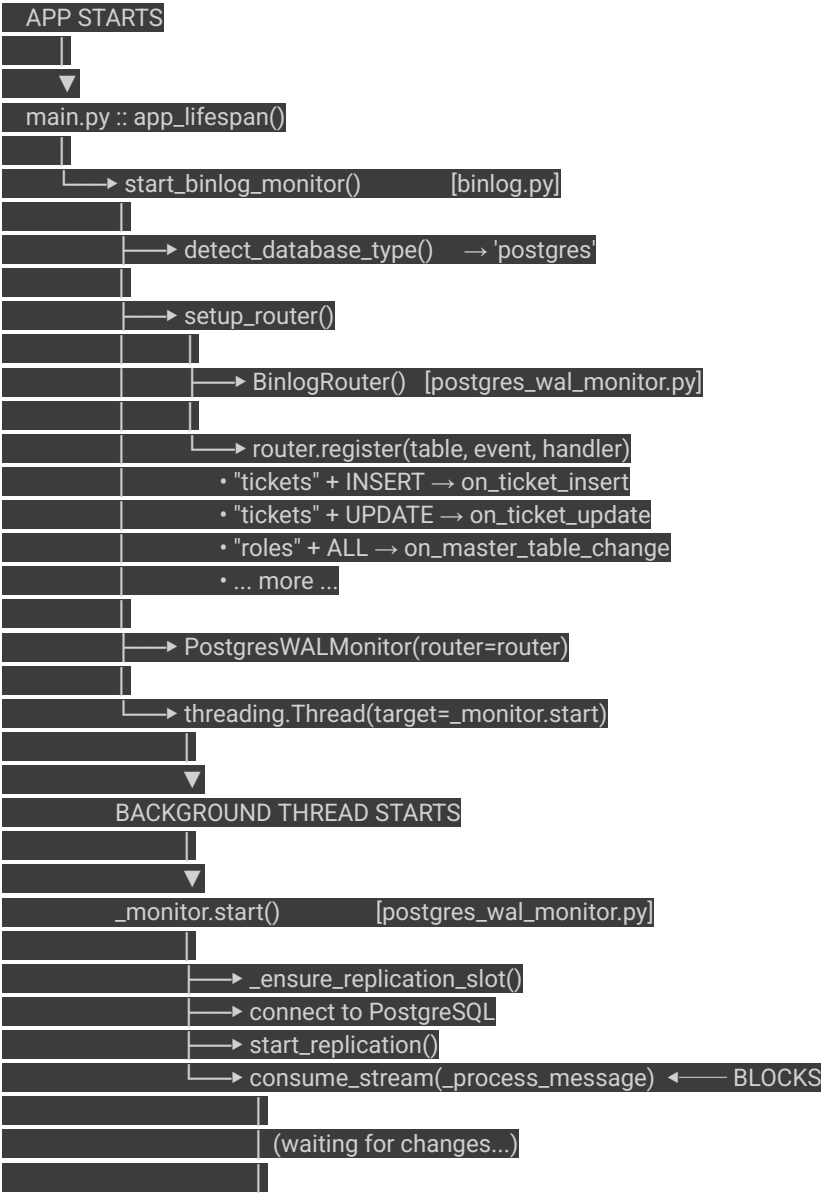 APP STARTS
│
▼
main.py :: app_lifespan()
│
└──► start_binlog_monitor() [binlog.py]
│
├──► detect_database_type() → 'postgres'
│
├──► setup_router()
│ │
│ ├──► BinlogRouter() [postgres_wal_monitor.py]
│ │
│ └──► router.register(table, event, handler)
│ • "tickets" + INSERT → on_ticket_insert
│ • "tickets" + UPDATE → on_ticket_update
│ • "roles" + ALL → on_master_table_change
│ • ... more ...
│
├──► PostgresWALMonitor(router=router)
│
└──► threading.Thread(target=_monitor.start)
│
▼
BACKGROUND THREAD STARTS
│
▼
_monitor.start() [postgres_wal_monitor.py]
│
├──► _ensure_replication_slot()
├──► connect to PostgreSQL
├──► start_replication()
└──► consume_stream(_process_message) ◄── BLOCKS
│
│ (waiting for changes...)
│